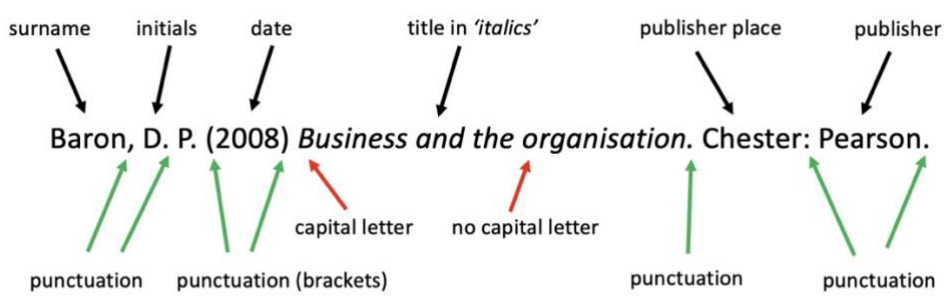 surname initials date title in ‘italics’ publisher place publisher
Baron, D. P. (2008) Business and the organisation. Chester: Pearson.
capital letter no capital letter
punctuation punctuation (brackets) punctuation punctuation